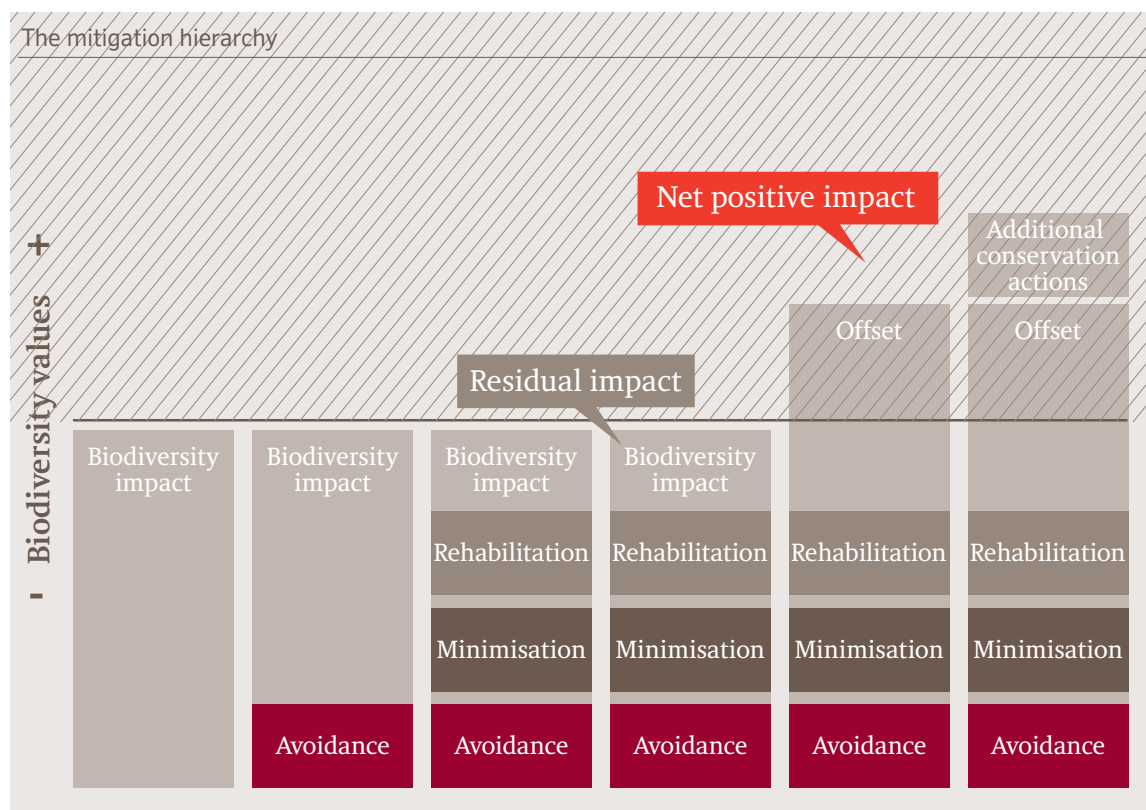 The mitigation hierarchy
Net positive impact
Additional
conservation
actions
Offset
Offset
Residual impact
- Biodiversity values +
Biodiversity
impact
Biodiversity
impact
Biodiversity
impact
Biodiversity
impact
Rehabilitation
Rehabilitation
Rehabilitation
Rehabilitation
Minimisation
Minimisation
Minimisation
Minimisation
Avoidance
Avoidance
Avoidance
Avoidance
Avoidance